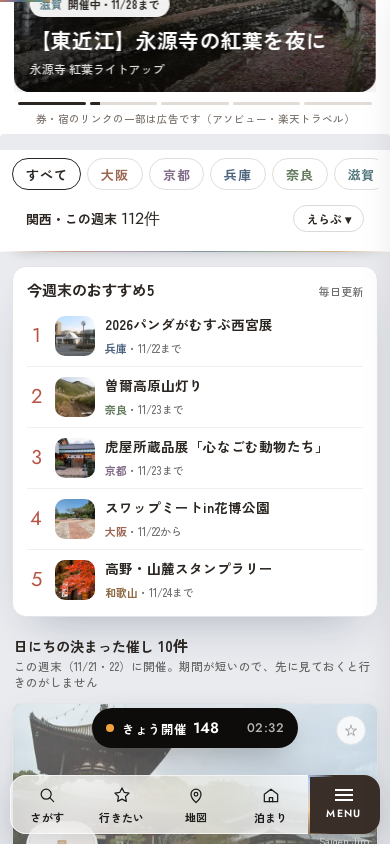 滋賀 開催中・11/28まで
【東近江】永源寺の紅葉を夜に
永源寺 紅葉ライトアップ
券・宿のリンクの一部は広告です（アソビュー・楽天トラベル）
すべて 大阪 京都 兵庫 奈良 滋賀
関西・この週末 112件 えらぶ ▾
今週末のおすすめ5 毎日更新
1 2026パンダがむすぶ西宮展
兵庫・11/22まで
2 曽爾高原山灯り
奈良・11/23まで
3 虎屋所蔵品展「心なごむ動物たち」
京都・11/23まで
4 スワップミートin花博公園
大阪・11/22から
5 高野・山麓スタンプラリー
和歌山・11/24まで
日にちの決まった催し 10件
この週末（11/21・22）に開催。期間が短いので、先に見ておくと行
きのがしません
きょう開催 148 02:32
さがす 行きたい 地図 泊まり MENU